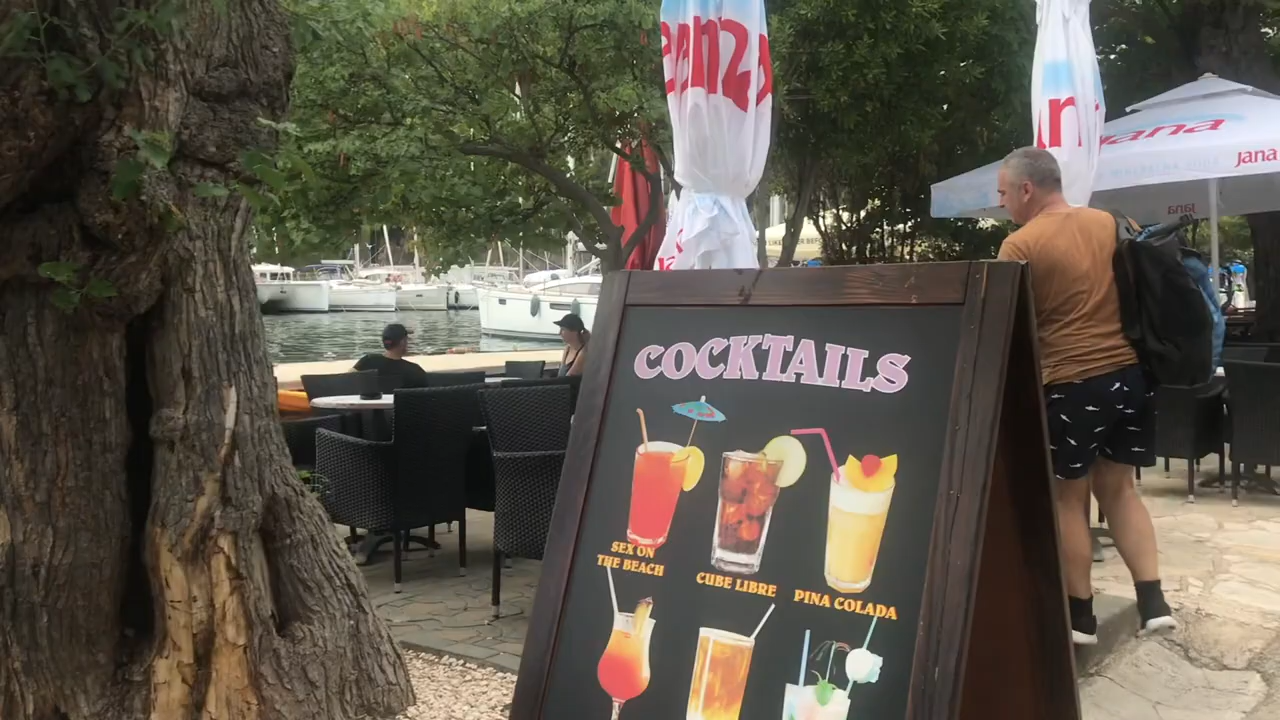 jana
jana
jana
COCKTAILS
SEX ON
THE BEACH
CUBE LIBRE
PINA COLADA